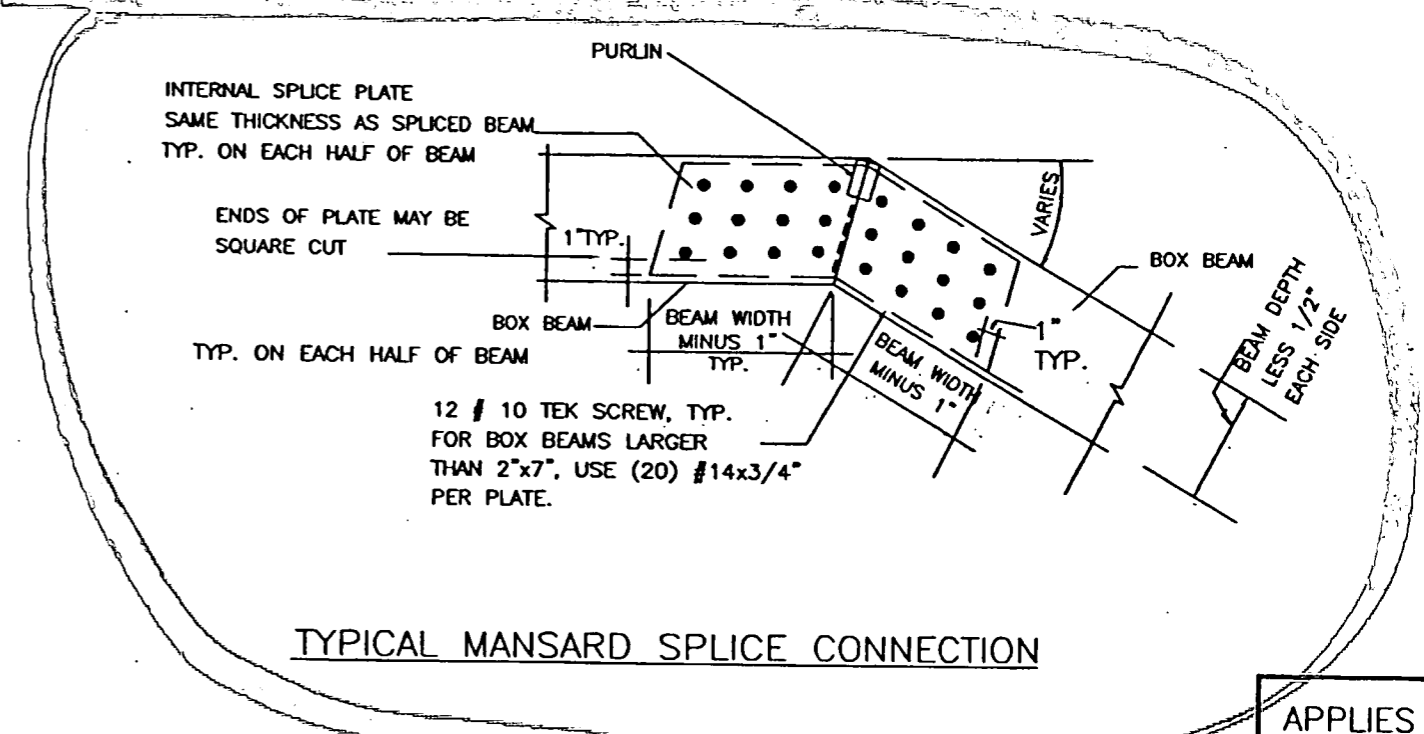 PURLIN
INTERNAL SPLICE PLATE
SAME THICKNESS AS SPLICED BEAM
TYP. ON EACH HALF OF BEAM
ENDS OF PLATE MAY BE
SQUARE CUT
1" TYP.
VARIES
BOX BEAM
BOX BEAM
TYP. ON EACH HALF OF BEAM
BEAM WIDTH
MINUS 1"
TYP.
BEAM WIDTH
MINUS 1"
1"
TYP.
BEAM DEPTH
LESS 1/2"
EACH SIDE
12 # 10 TEK SCREW, TYP.
FOR BOX BEAMS LARGER
THAN 2"x7", USE (20) #14x3/4"
PER PLATE.
TYPICAL MANSARD SPLICE CONNECTION
APPLIES